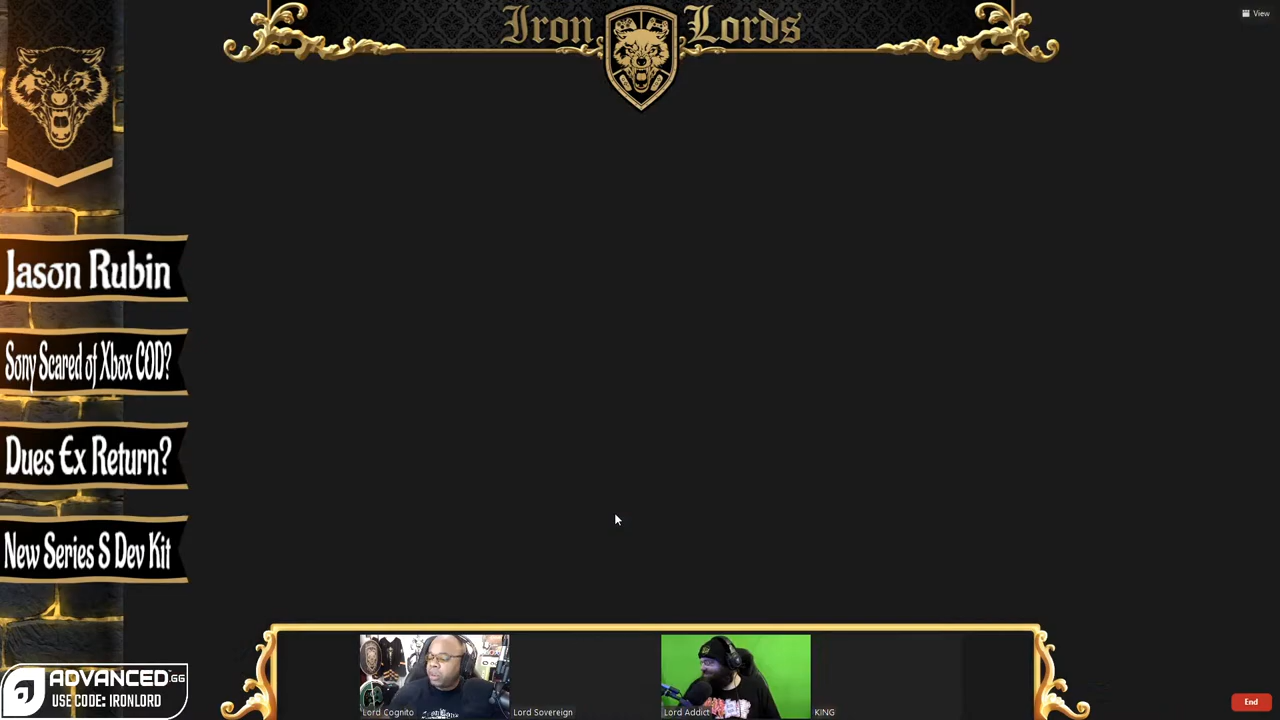 Iron Lords
View
Jason Rubin
Sony Scared of Xbox COD?
Dues Ex Return?
New Series S Dev Kit
ADVANCED.GG
USE CODE: IRONLORD
Lord Cognito
Lord Sovereign
Lord Addict
KING
End